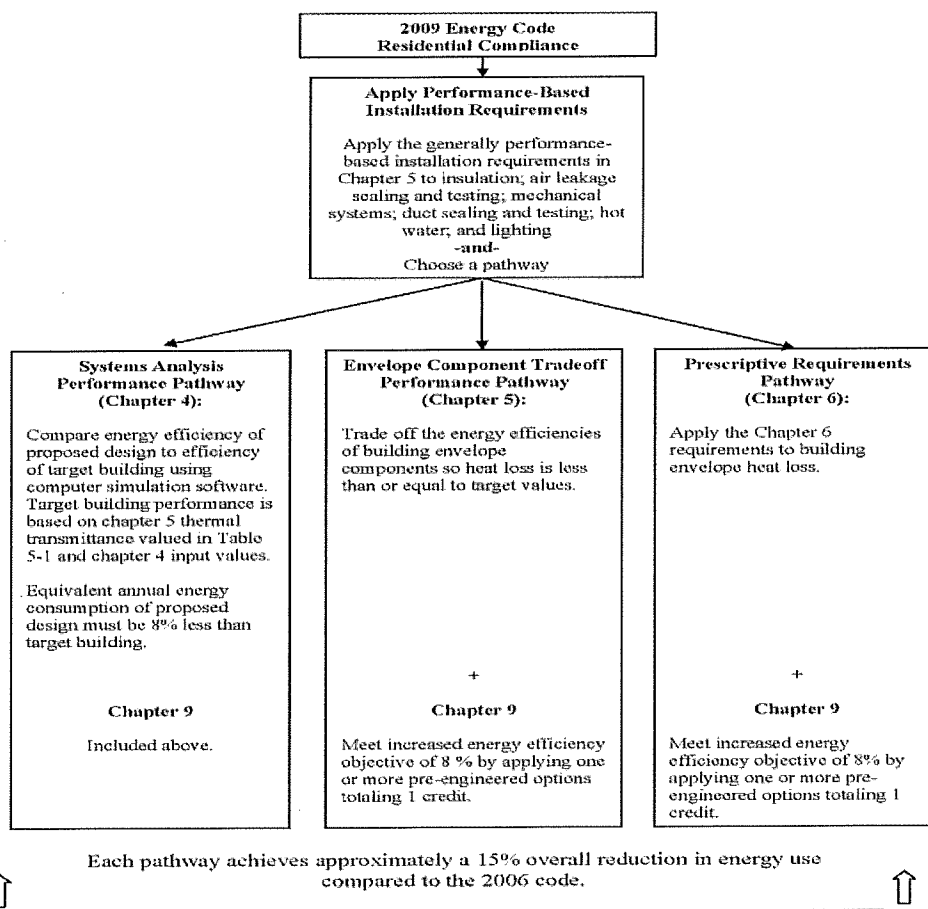 2009 Energy Code
Residential Compliance
Apply Performance-Based
Installation Requirements
Apply the generally performance-
based installation requirements in
Chapter 5 to insulation; air leakage
sealing and testing; mechanical
systems; duct sealing and testing; hot
water; and lighting
-and-
Choose a pathway
Systems Analysis
Performance Pathway
(Chapter 4):
Compare energy efficiency of
proposed design to efficiency
of target building using
computer simulation software.
Target building performance is
based on chapter 5 thermal
transmittance valued in Table
5-1 and chapter 4 input values.
Equivalent annual energy
consumption of proposed
design must be 8% less than
target building.
Chapter 9
Included above.
Envelope Component Tradeoff
Performance Pathway
(Chapter 5):
Trade off the energy efficiencies
of building envelope
components so heat loss is less
than or equal to target values.
+
Chapter 9
Meet increased energy efficiency
objective of 8 % by applying one
or more pre-engineered options
totaling 1 credit.
Prescriptive Requirements
Pathway
(Chapter 6):
Apply the Chapter 6
requirements to building
envelope heat loss.
+
Chapter 9
Meet increased energy
efficiency objective of 8% by
applying one or more pre-
engineered options totaling 1
credit.
Each pathway achieves approximately a 15% overall reduction in energy use
compared to the 2006 code.